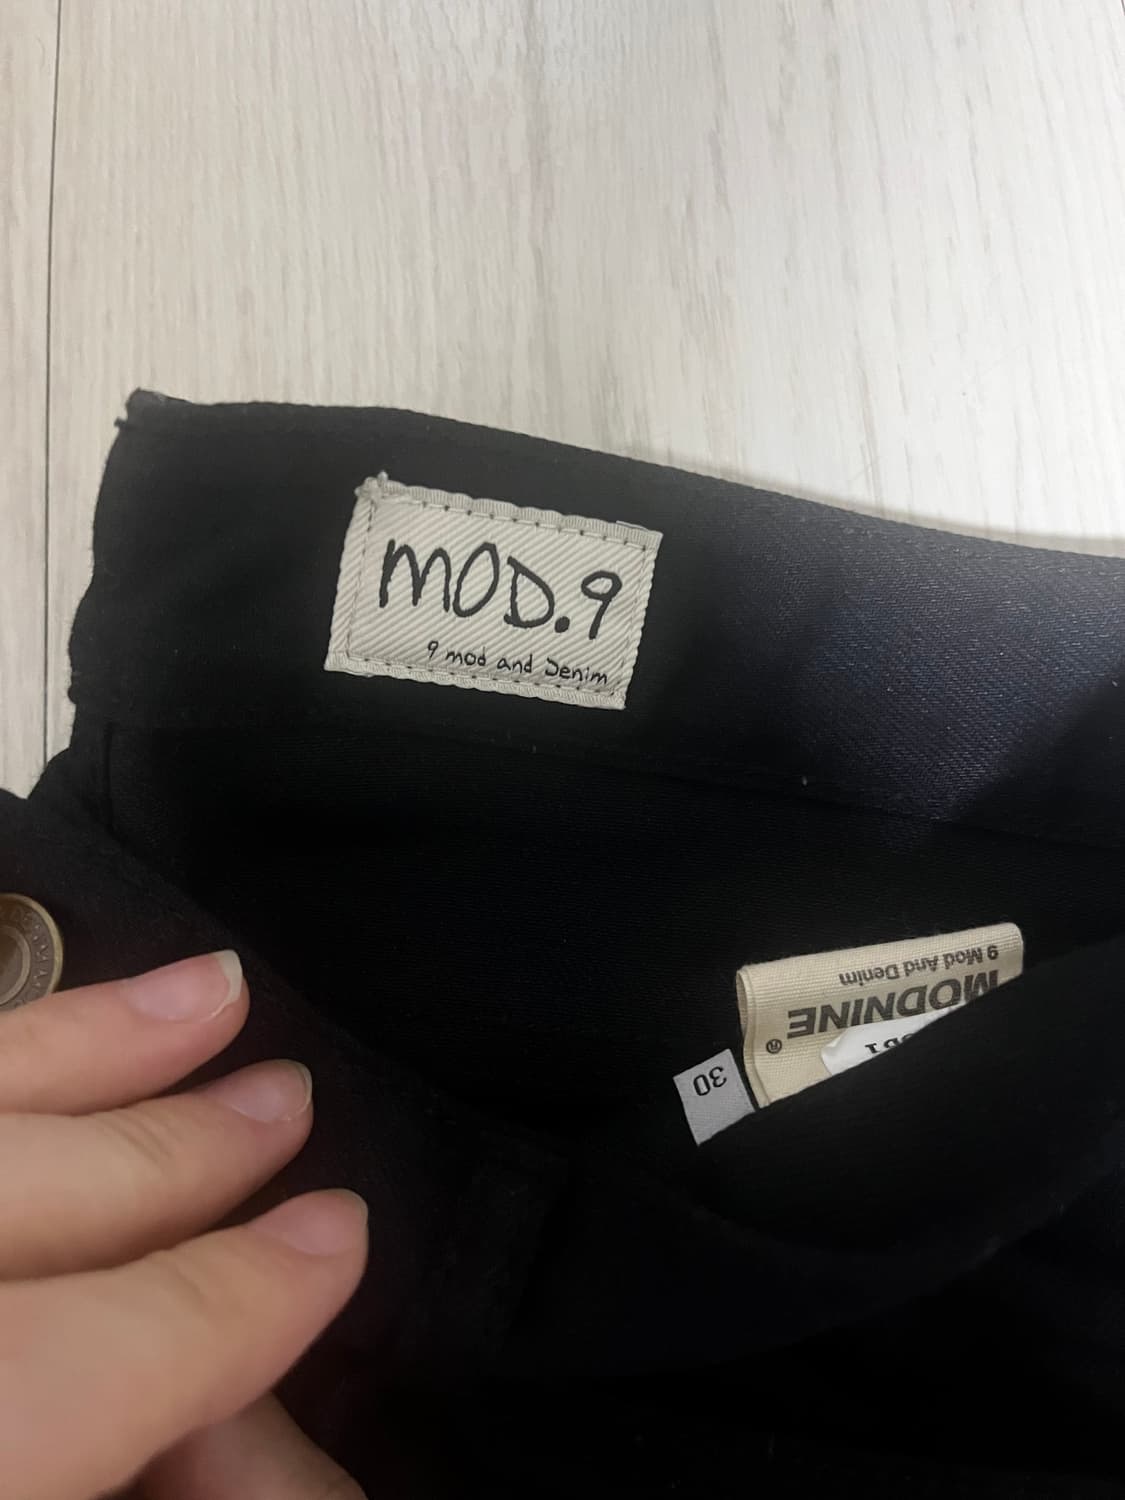 MOD.9
9 mod and Denim
9 Mod And Denim
MODNINE
®
30